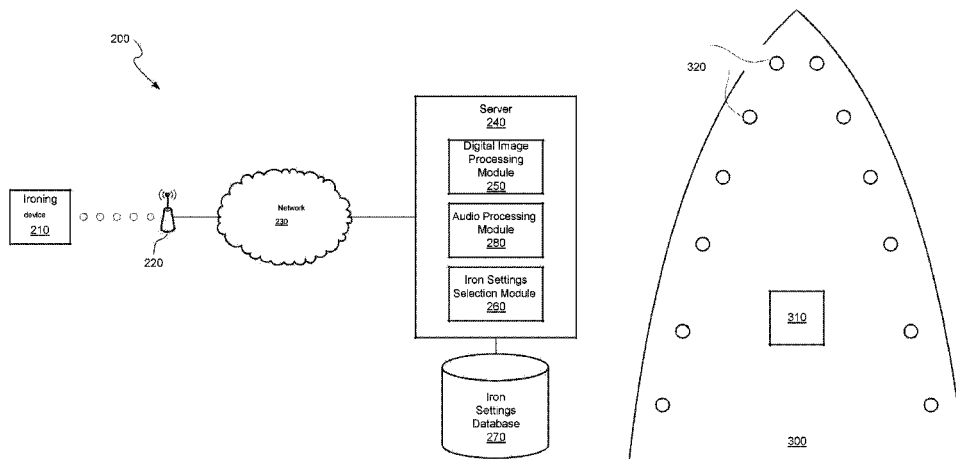 200
Ironing
device
210
220
Network
230
Server
240
Digital Image
Processing
Module
250
Audio Processing
Module
280
Iron Settings
Selection Module
260
Iron
Settings
Database
270
320
310
300